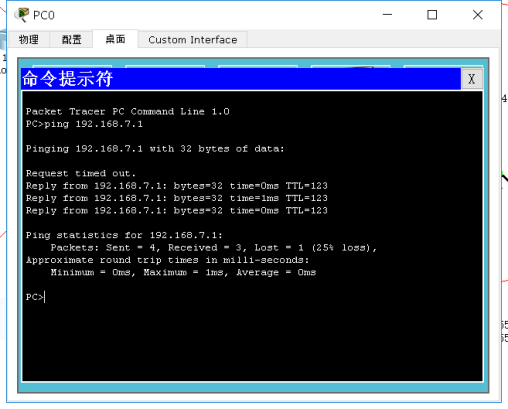 PC0
物理 配置 桌面 Custom Interface
命令提示符
X
Packet Tracer PC Command Line 1.0
PC>ping 192.168.7.1
Pinging 192.168.7.1 with 32 bytes of data:
Request timed out.
Reply from 192.168.7.1: bytes=32 time=0ms TTL=123
Reply from 192.168.7.1: bytes=32 time=1ms TTL=123
Reply from 192.168.7.1: bytes=32 time=0ms TTL=123
Ping statistics for 192.168.7.1:
Packets: Sent = 4, Received = 3, Lost = 1 (25% loss),
Approximate round trip times in milli-seconds:
Minimum = 0ms, Maximum = 1ms, Average = 0ms
PC>